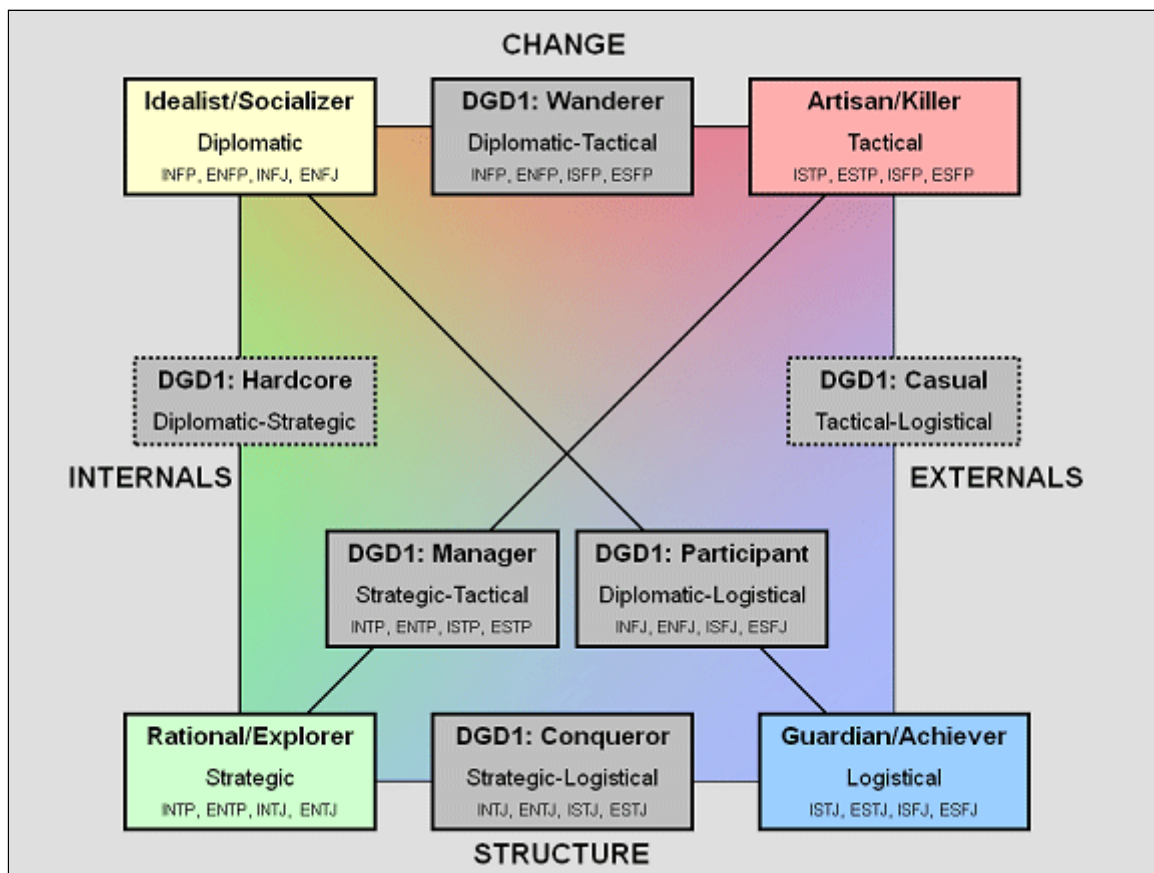 CHANGE
Idealist/Socializer
Diplomatic
INFP, ENFP, INFJ, ENFJ
DGD1: Wanderer
Diplomatic-Tactical
INFP, ENFP, ISFP, ESFP
Artisan/Killer
Tactical
ISTP, ESTP, ISFP, ESFP
DGD1: Hardcore
Diplomatic-Strategic
DGD1: Casual
Tactical-Logistical
INTERNALS
EXTERNALS
DGD1: Manager
Strategic-Tactical
INTP, ENTP, ISTP, ESTP
DGD1: Participant
Diplomatic-Logistical
INFJ, ENFJ, ISFJ, ESFJ
Rational/Explorer
Strategic
INTP, ENTP, INTJ, ENTJ
DGD1: Conqueror
Strategic-Logistical
INTJ, ENTJ, ISTJ, ESTJ
Guardian/Achiever
Logistical
ISTJ, ESTJ, ISFJ, ESFJ
STRUCTURE